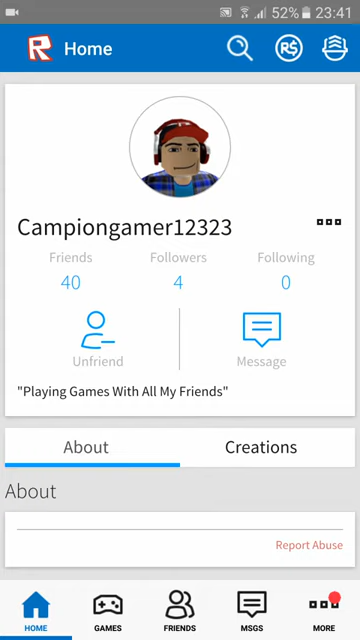 52% 23:41
R Home R$
Campiongamer12323
Friends Followers Following
40 4 0
Unfriend Message
"Playing Games With All My Friends"
About Creations
About
Report Abuse
HOME GAMES FRIENDS MSGS MORE